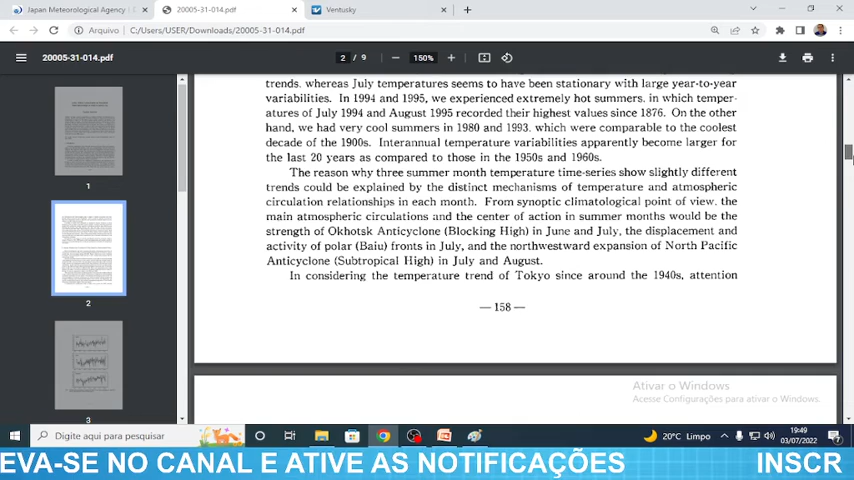 Japan Meteorological Agency |
20005-31-014.pdf
Ventusky
Arquivo
C:/Users/USER/Downloads/20005-31-014.pdf
20005-31-014.pdf
2 / 9
150%
trends, whereas July temperatures seems to have been stationary with large year-to-year
variabilities. In 1994 and 1995, we experienced extremely hot summers, in which temper-
atures of July 1994 and August 1995 recorded their highest values since 1876. On the other
hand, we had very cool summers in 1980 and 1993, which were comparable to the coolest
decade of the 1900s. Interannual temperature variabilities apparently become larger for
the last 20 years as compared to those in the 1950s and 1960s.
The reason why three summer month temperature time-series show slightly different
trends could be explained by the distinct mechanisms of temperature and atmospheric
circulation relationships in each month. From synoptic climatological point of view, the
main atmospheric circulations and the center of action in summer months would be the
strength of Okhotsk Anticyclone (Blocking High) in June and July, the displacement and
activity of polar (Baiu) fronts in July, and the northwestward expansion of North Pacific
Anticyclone (Subtropical High) in July and August.
In considering the temperature trend of Tokyo since around the 1940s, attention
— 158 —
1
2
3
Ativar o Windows
Acesse Configurações para ativar o Windows.
Digite aqui para pesquisar
20°C Limpo
19:49
03/07/2022
7
EVA-SE NO CANAL E ATIVE AS NOTIFICAÇÕES
INSCR